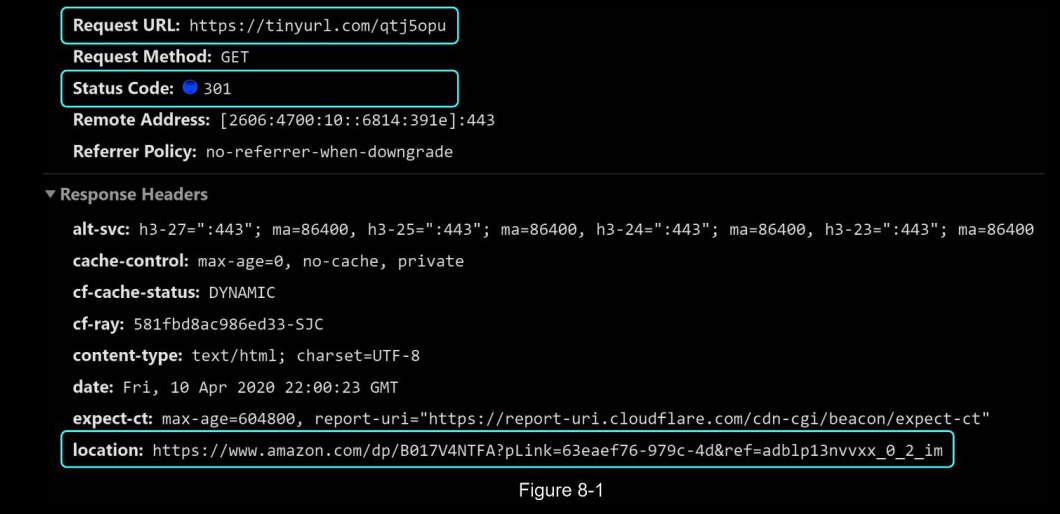 Request URL: https://tinyurl.com/qtj5opu
Request Method: GET
Status Code: 301
Remote Address: [2606:4700:10::6814:391e]:443
Referrer Policy: no-referrer-when-downgrade
Response Headers
alt-svc: h3-27=":443"; ma=86400, h3-25=":443"; ma=86400, h3-24=":443"; ma=86400, h3-23=":443"; ma=86400
cache-control: max-age=0, no-cache, private
cf-cache-status: DYNAMIC
cf-ray: 581fbd8ac986ed33-SJC
content-type: text/html; charset=UTF-8
date: Fri, 10 Apr 2020 22:00:23 GMT
expect-ct: max-age=604800, report-uri="https://report-uri.cloudflare.com/cdn-cgi/beacon/expect-ct"
location: https://www.amazon.com/dp/B017V4NTFA?pLink=63eaef76-979c-4d&ref=adblp13nvvxx_0_2_im
Figure 8-1